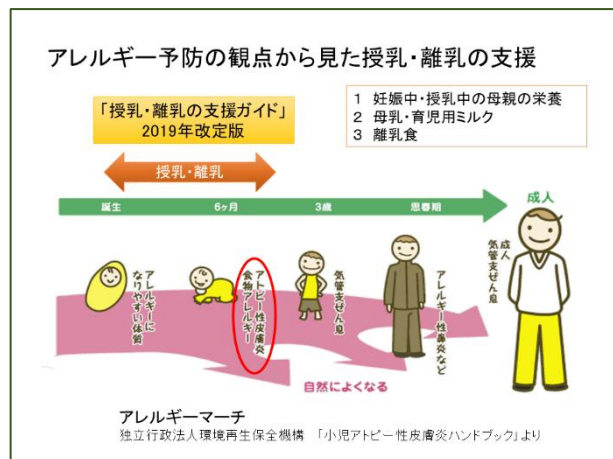 アレルギー予防の観点から見た授乳・離乳の支援
「授乳・離乳の支援ガイド」
2019年改定版
1 妊娠中・授乳中の母親の栄養
2 母乳・育児用ミルク
3 離乳食
授乳・離乳
誕生
6ヶ月
3歳
思春期
成人
アレルギーに
なりやすい体質
アトピー性皮膚炎
食物アレルギー
気管支ぜん息
アレルギー性鼻炎など
成人
気管支ぜん息
自然によくなる
アレルギーマーチ
独立行政法人環境再生保全機構 「小児アトピー性皮膚炎ハンドブック」より